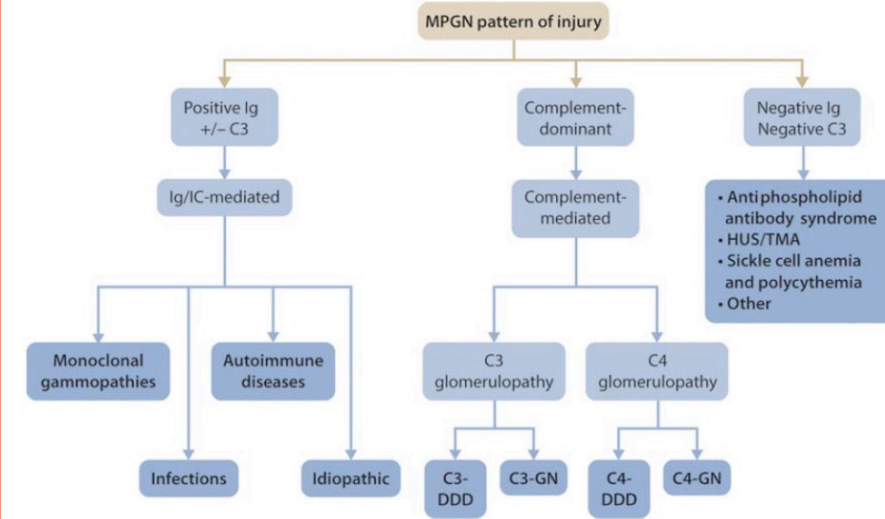 MPGN pattern of injury
Positive Ig
+/– C3
Complement-
dominant
Negative Ig
Negative C3
Ig/IC-mediated
Complement-
mediated
• Antiphospholipid
antibody syndrome
• HUS/TMA
• Sickle cell anemia
and polycythemia
• Other
Monoclonal
gammopathies
Autoimmune
diseases
C3
glomerulopathy
C4
glomerulopathy
Infections
Idiopathic
C3-
DDD
C3-GN
C4-
DDD
C4-GN